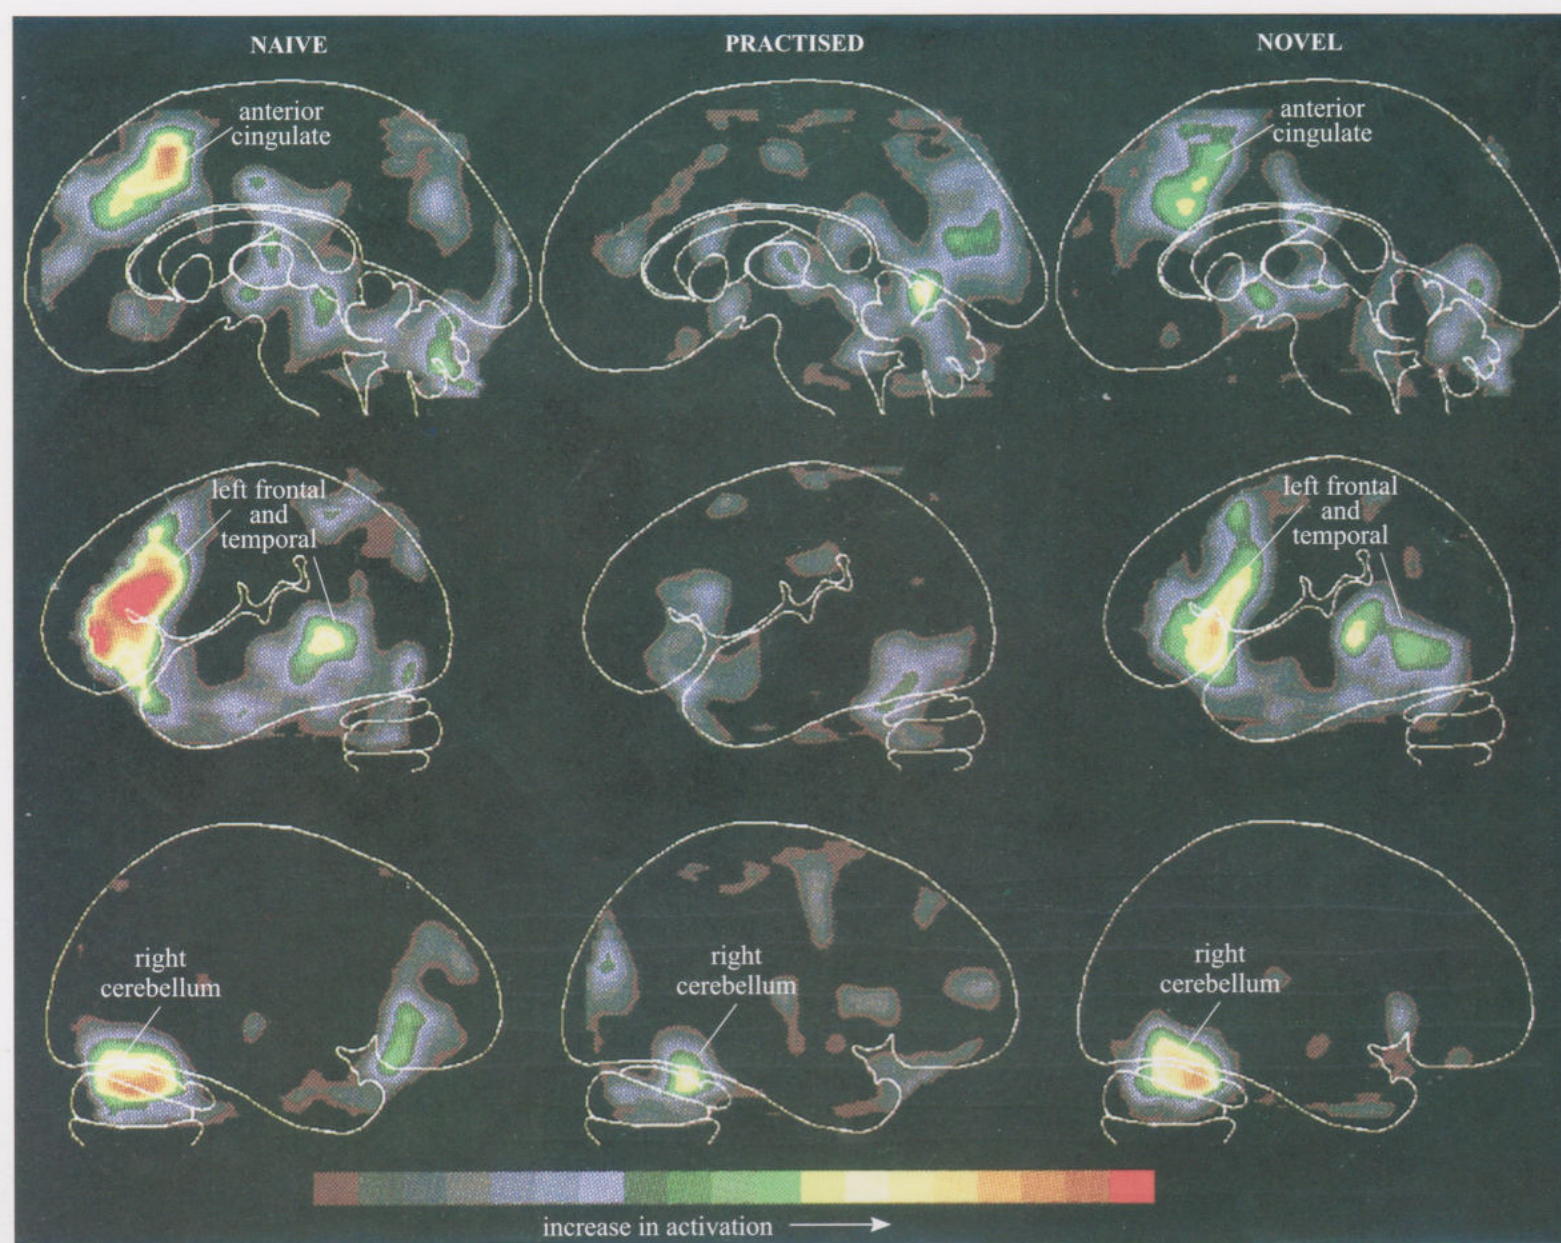 NAIVE
PRACTISED
NOVEL
anterior
cingulate
anterior
cingulate
left frontal
and
temporal
left frontal
and
temporal
right
cerebellum
right
cerebellum
right
cerebellum
increase in activation